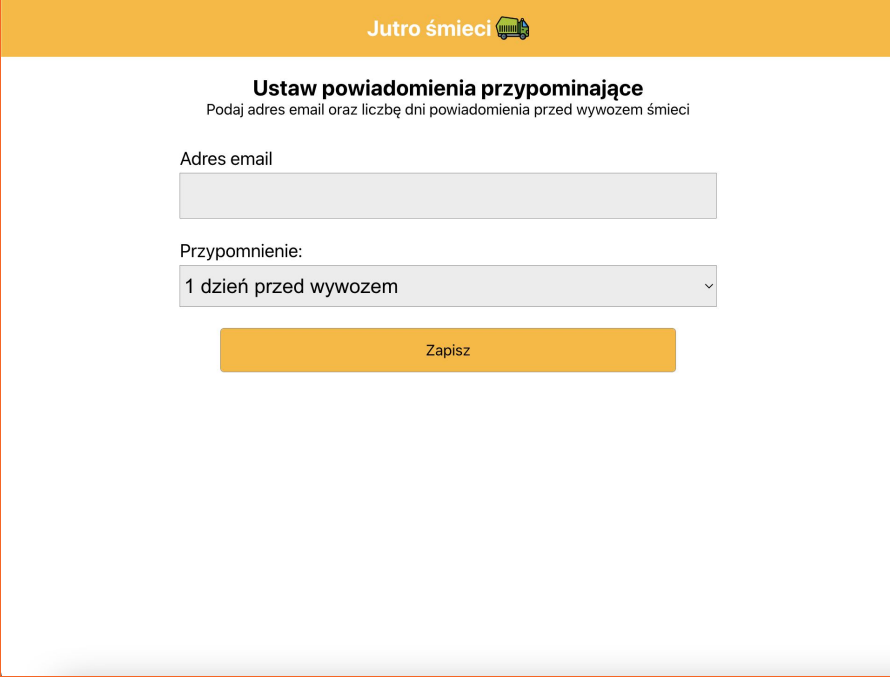 Jutro śmieci
Ustaw powiadomienia przypominające
Podaj adres email oraz liczbę dni powiadomienia przed wywozem śmieci
Adres email
Przypomnienie:
1 dzień przed wywozem
Zapisz